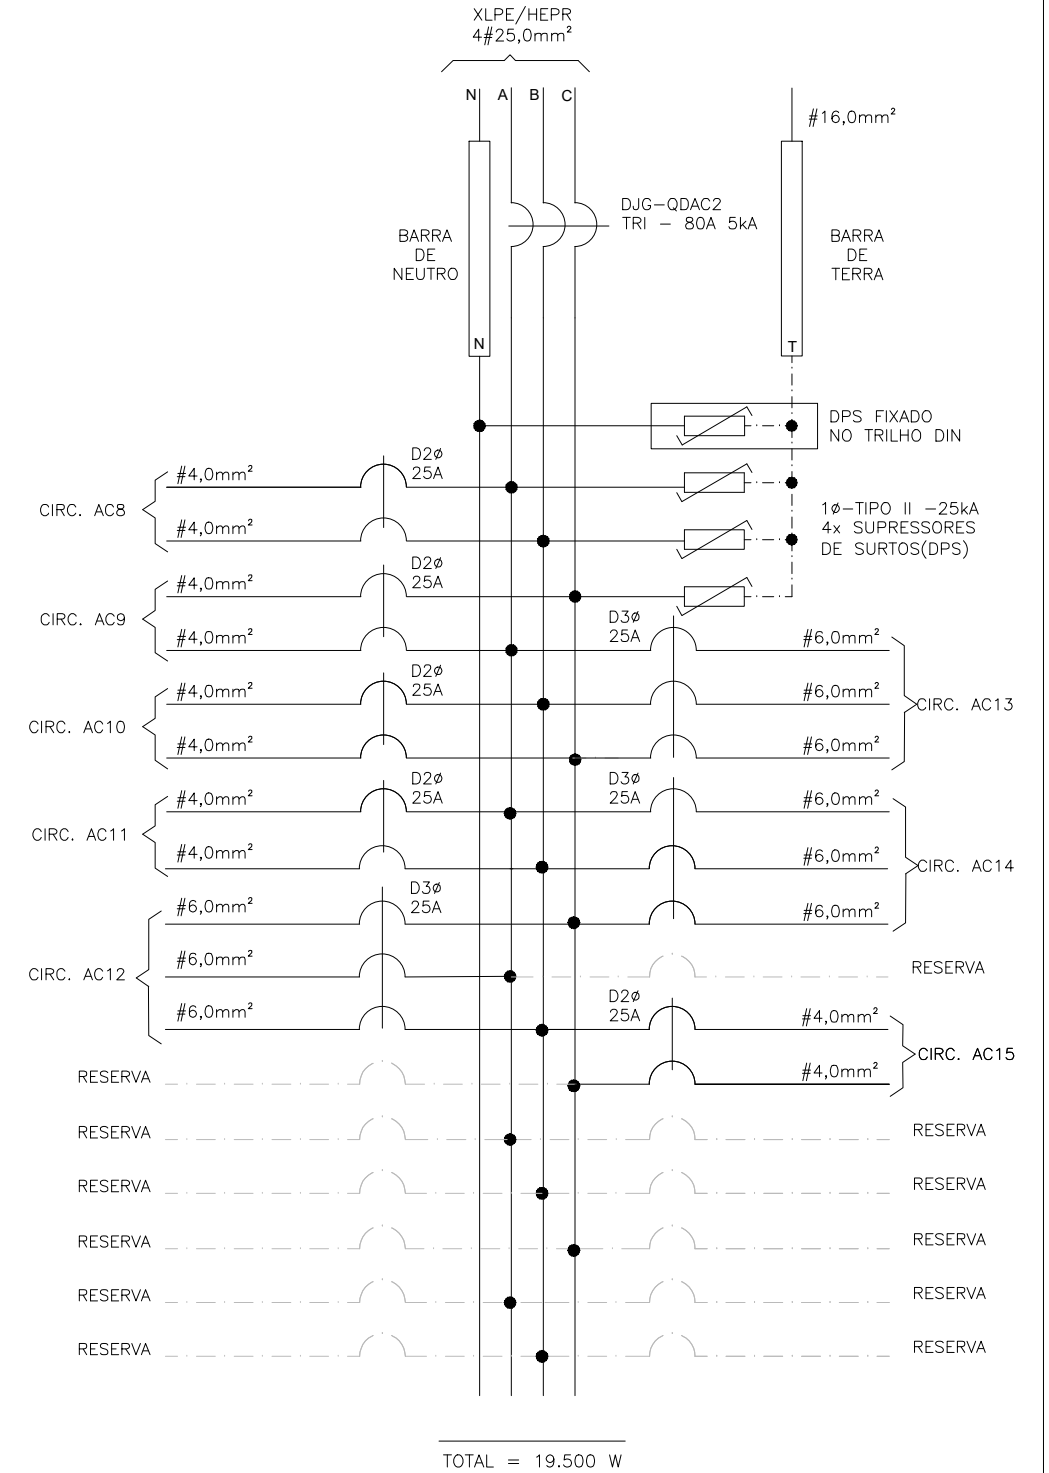 XLPE/HEPR
4#25,0mm²
N A B C
#16,0mm²
DJG-QDAC2
TRI - 80A 5kA
BARRA
DE
NEUTRO
BARRA
DE
TERRA
N
T
DPS FIXADO
NO TRILHO DIN
1ø-TIPO II -25kA
4x SUPRESSORES
DE SURTOS(DPS)
CIRC. AC8
#4,0mm²
#4,0mm²
D2ø
25A
CIRC. AC9
#4,0mm²
#4,0mm²
D2ø
25A
CIRC. AC10
#4,0mm²
#4,0mm²
D2ø
25A
CIRC. AC11
#4,0mm²
#4,0mm²
D2ø
25A
CIRC. AC12
#6,0mm²
#6,0mm²
#6,0mm²
D3ø
25A
RESERVA
RESERVA
RESERVA
RESERVA
RESERVA
RESERVA
D3ø
25A
#6,0mm²
#6,0mm²
#6,0mm²
CIRC. AC13
D3ø
25A
#6,0mm²
#6,0mm²
#6,0mm²
CIRC. AC14
RESERVA
D2ø
25A
#4,0mm²
#4,0mm²
CIRC. AC15
RESERVA
RESERVA
RESERVA
RESERVA
RESERVA
TOTAL = 19.500 W